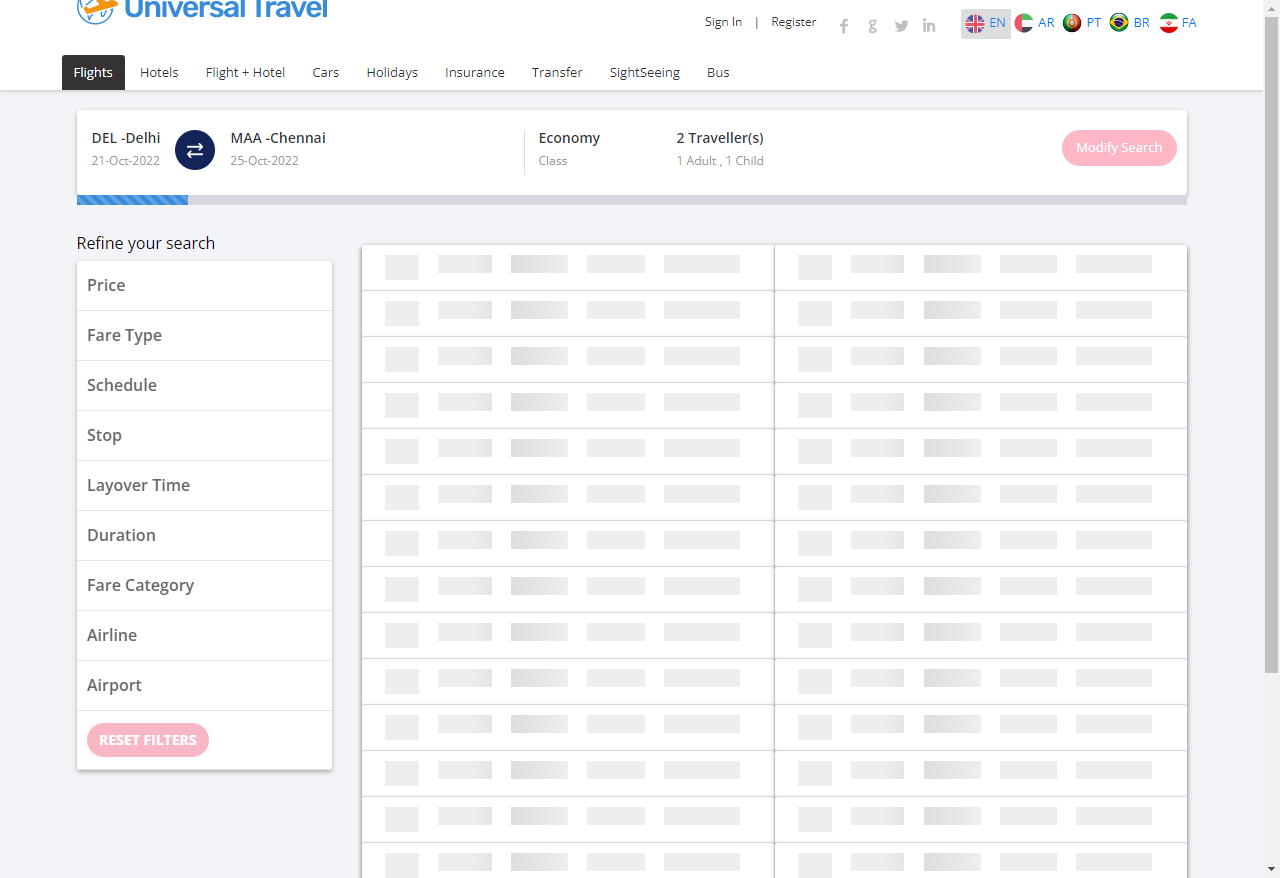 Universal Travel
Sign In | Register
EN AR PT BR FA
Flights Hotels Flight + Hotel Cars Holidays Insurance Transfer SightSeeing Bus
DEL -Delhi MAA -Chennai Economy 2 Traveller(s)
21-Oct-2022 25-Oct-2022 Class 1 Adult , 1 Child
Modify Search
Refine your search
Price
Fare Type
Schedule
Stop
Layover Time
Duration
Fare Category
Airline
Airport
RESET FILTERS